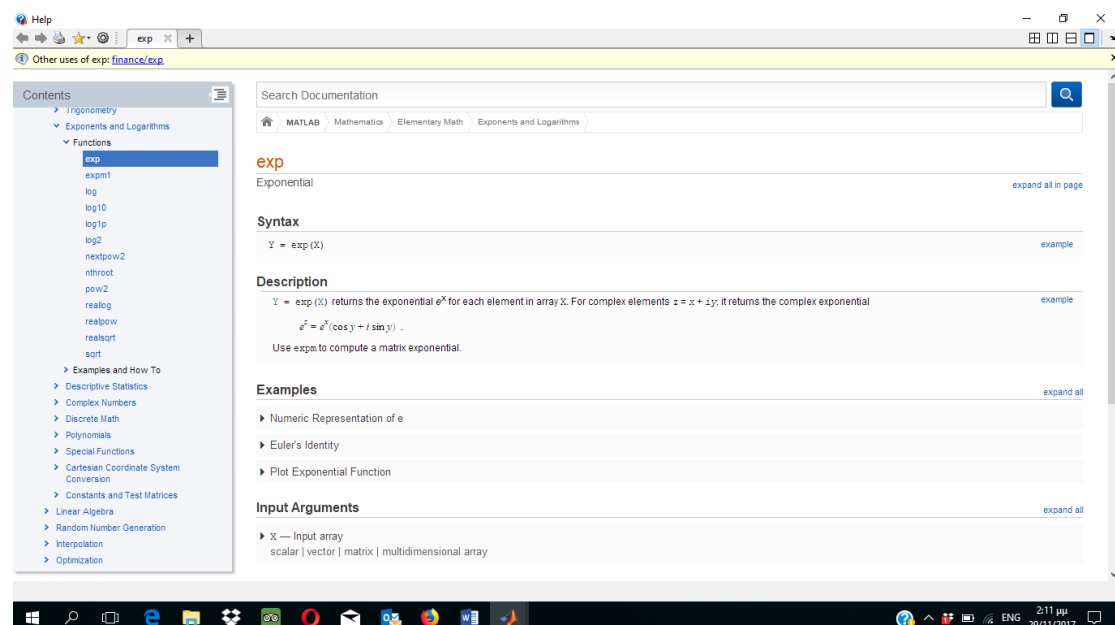 Help
exp
Other uses of exp: finance/exp
Contents
Trigonometry
Exponents and Logarithms
Functions
exp
expm1
log
log10
log1p
log2
nextpow2
nthroot
pow2
reallog
realpow
realsqrt
sqrt
Examples and How To
Descriptive Statistics
Complex Numbers
Discrete Math
Polynomials
Special Functions
Cartesian Coordinate System
Conversion
Constants and Test Matrices
Linear Algebra
Random Number Generation
Interpolation
Optimization
Search Documentation
MATLAB Mathematics Elementary Math Exponents and Logarithms
exp
Exponential
expand all in page
Syntax
Y = exp(X) example
Description
Y = exp(X) returns the exponential eˣ for each element in array X. For complex elements z = x + iy, it returns the complex exponential example
eᶻ = eˣ(cos y + i sin y) .
Use expm to compute a matrix exponential.
Examples expand all
Numeric Representation of e
Euler's Identity
Plot Exponential Function
Input Arguments expand all
X — Input array
scalar | vector | matrix | multidimensional array
ENG
2:11 μμ
29/11/2017